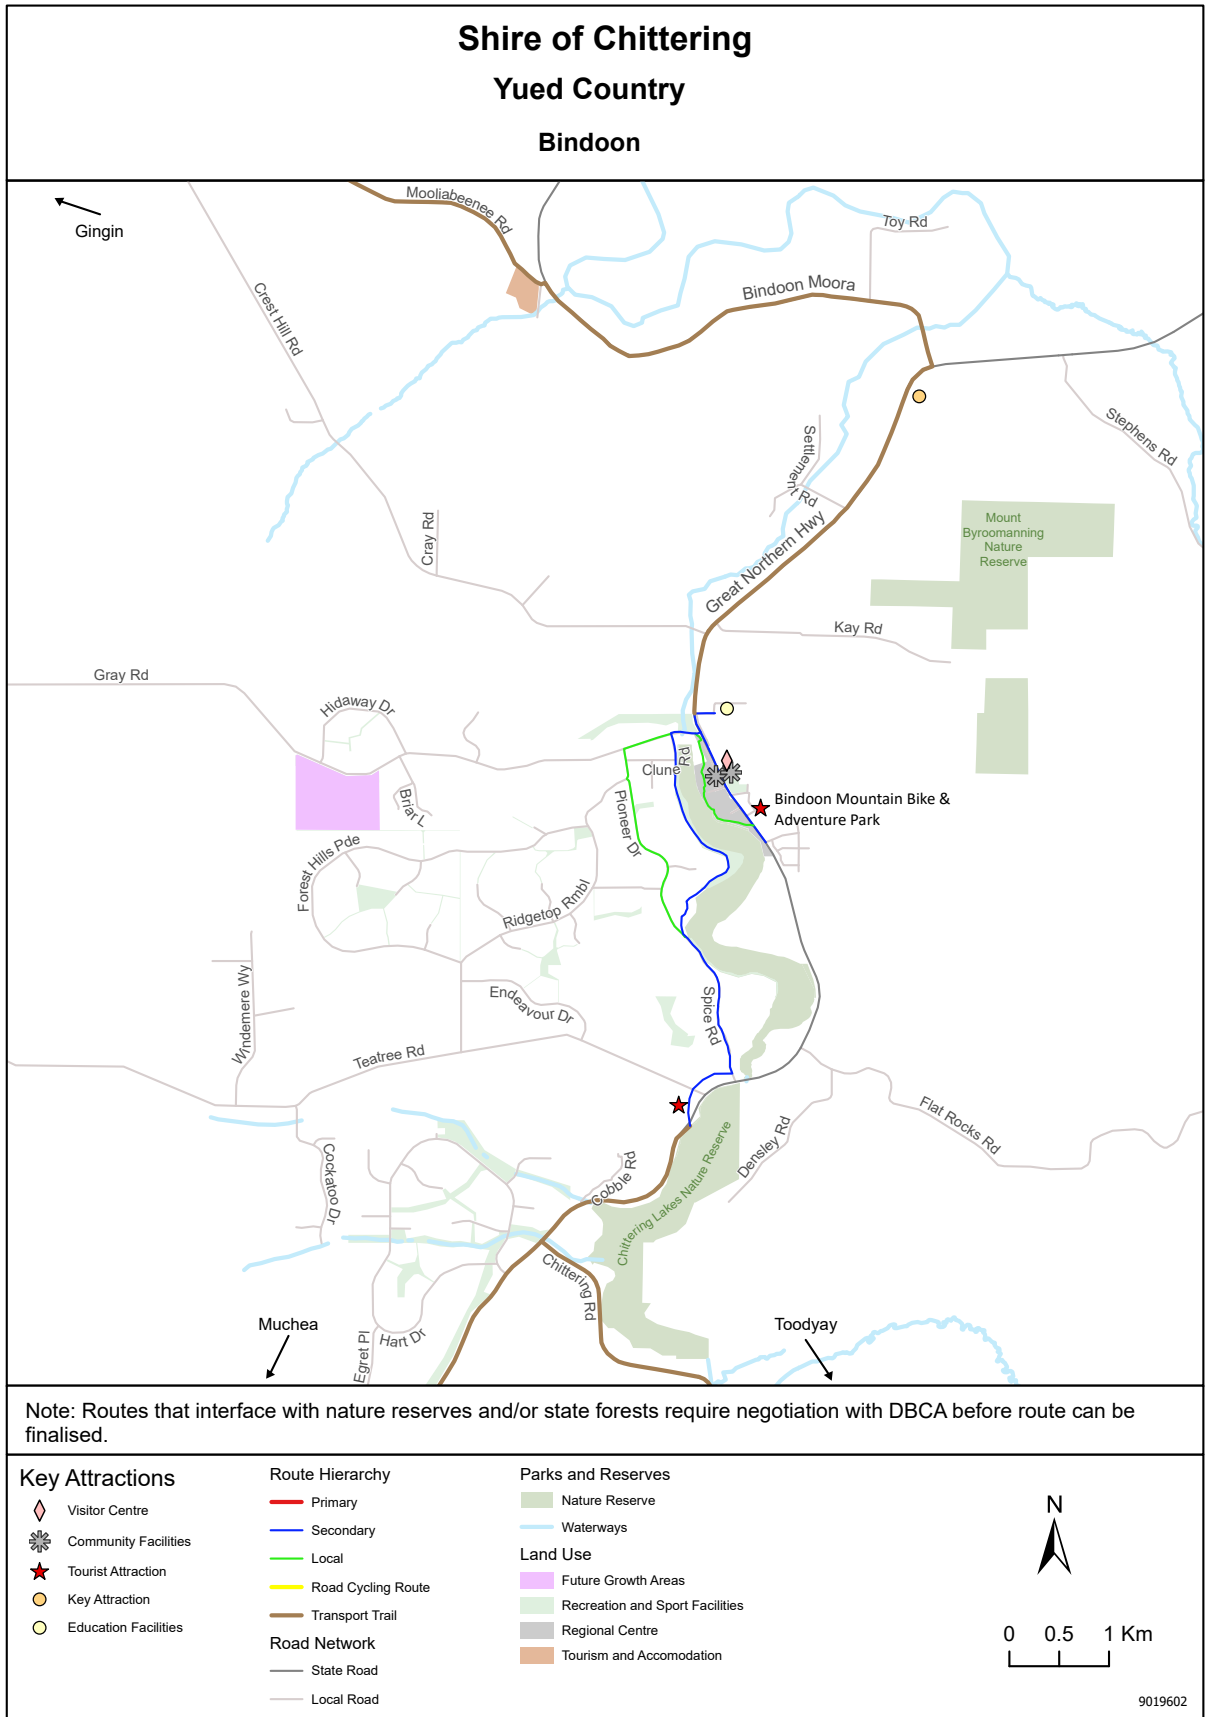 Shire of Chittering
Yued Country
Bindoon
Gingin
Mooliabeenee Rd
Toy Rd
Crest Hill Rd
Bindoon Moora
Stephens Rd
Settlement Rd
Cray Rd
Great Northern Hwy
Mount
Byroomanning
Nature
Reserve
Kay Rd
Gray Rd
Hidaway Dr
Clune
Rd
Briar L
Pioneer Dr
Bindoon Mountain Bike &
Adventure Park
Forest Hills Pde
Ridgetop Rmbl
Windemere Wy
Endeavour Dr
Spice Rd
Teatree Rd
Flat Rocks Rd
Densley Rd
Cockatoo Dr
Cobble Rd
Chittering Lakes Nature Reserve
Chittering Rd
Muchea
Toodyay
Egret Pl
Hart Dr
Note: Routes that interface with nature reserves and/or state forests require negotiation with DBCA before route can be
finalised.
Key Attractions
Visitor Centre
Community Facilities
Tourist Attraction
Key Attraction
Education Facilities
Route Hierarchy
Primary
Secondary
Local
Road Cycling Route
Transport Trail
Road Network
State Road
Local Road
Parks and Reserves
Nature Reserve
Waterways
Land Use
Future Growth Areas
Recreation and Sport Facilities
Regional Centre
Tourism and Accomodation
N
0 0.5 1 Km
9019602